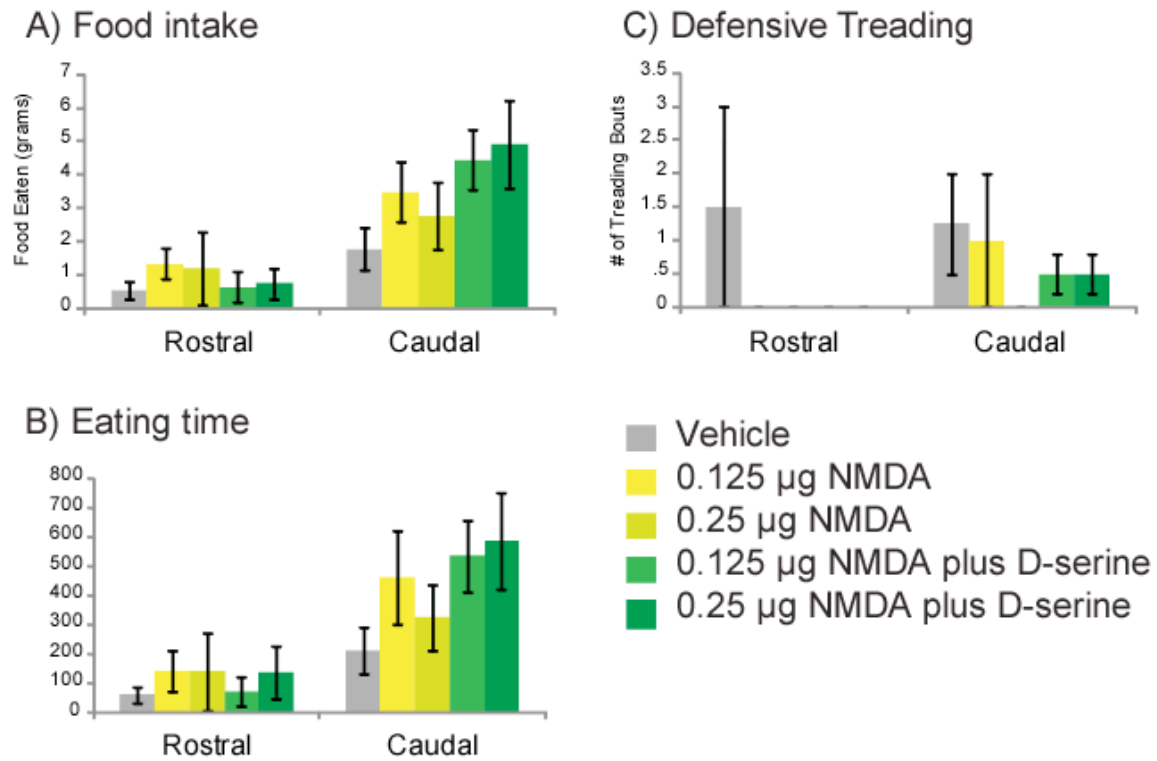 A) Food intake
Food Eaten (grams)
7
6
5
4
3
2
1
0
Rostral
Caudal
C) Defensive Treading
# of Treading Bouts
3.5
3
2.5
2
1.5
1
.5
0
Rostral
Caudal
B) Eating time
800
700
600
500
400
300
200
100
0
Rostral
Caudal
Vehicle
0.125 µg NMDA
0.25 µg NMDA
0.125 µg NMDA plus D-serine
0.25 µg NMDA plus D-serine